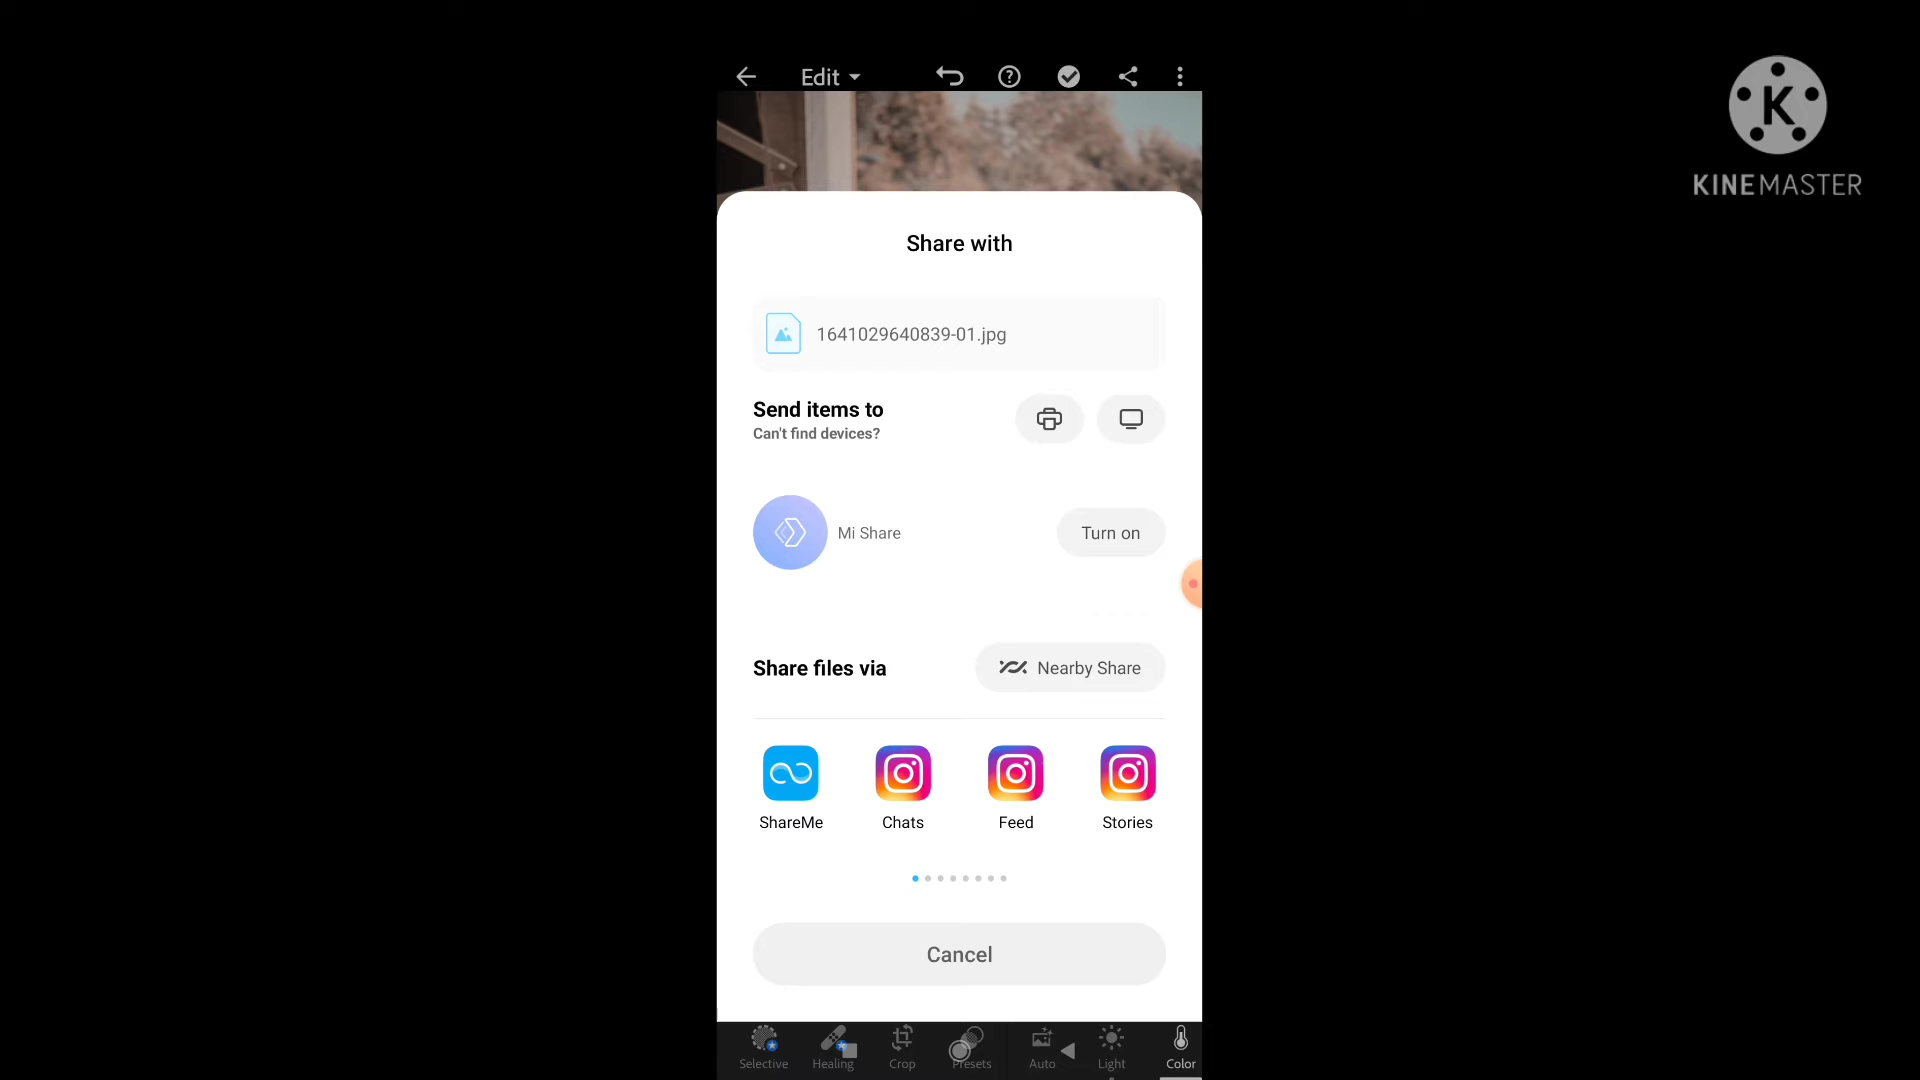 Edit
KINEMASTER
Share with
1641029640839-01.jpg
Send items to
Can't find devices?
Mi Share
Turn on
Share files via
Nearby Share
ShareMe Chats Feed Stories
Cancel
Selective Healing Crop Presets Auto Light Color